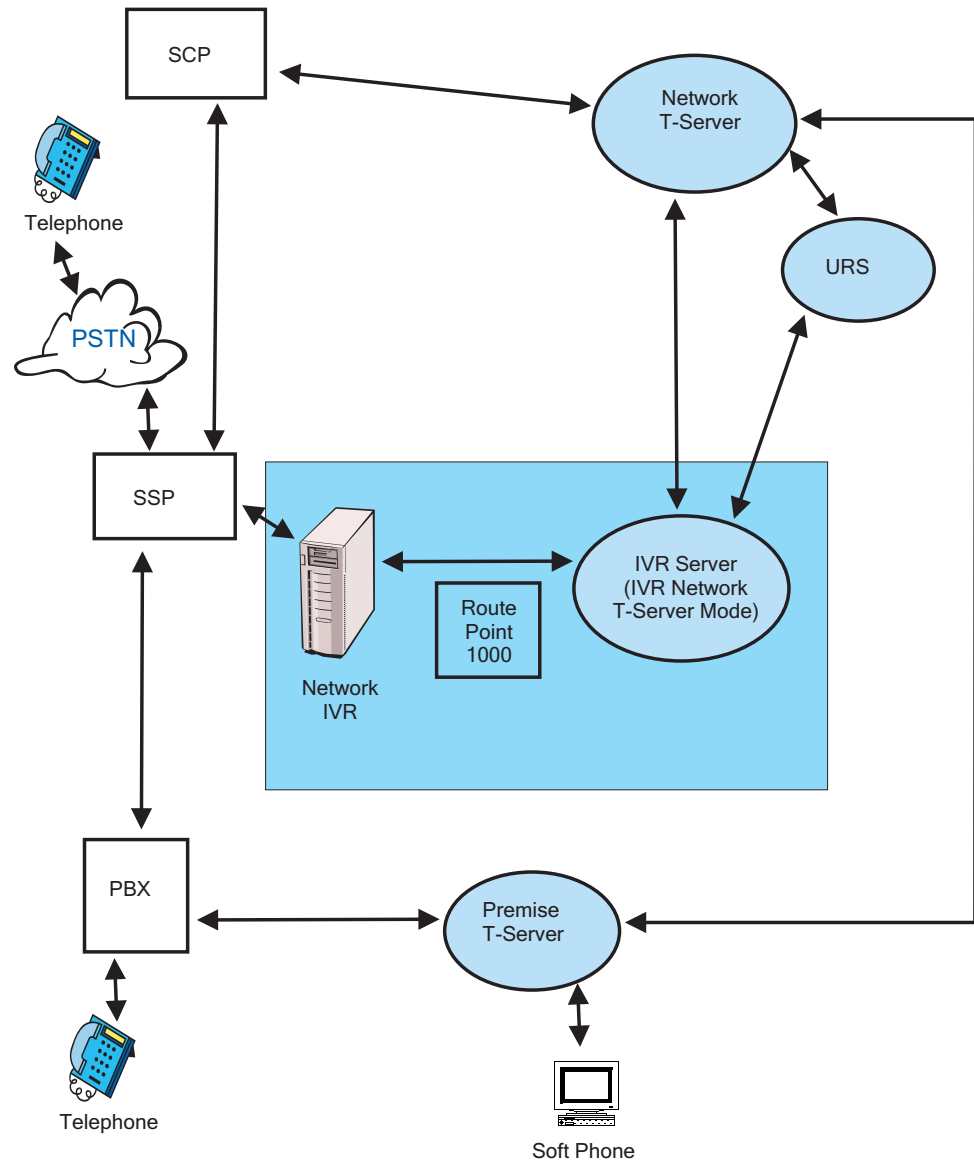 SCP
Network
T-Server
Telephone
URS
PSTN
SSP
IVR Server
(IVR Network
T-Server Mode)
Route
Point
1000
Network
IVR
PBX
Premise
T-Server
Telephone
Soft Phone